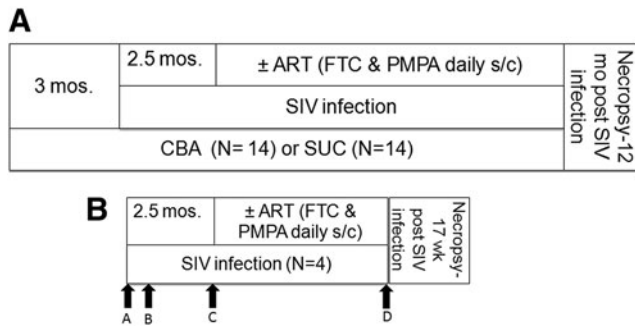 A
3 mos.
2.5 mos.
± ART (FTC & PMPA daily s/c)
SIV infection
CBA (N= 14) or SUC (N=14)
Necropsy-12
mo post SIV
infection
B
2.5 mos.
± ART (FTC &
PMPA daily s/c)
SIV infection (N=4)
Necropsy-
17 wk
post SIV
infection
A
B
C
D